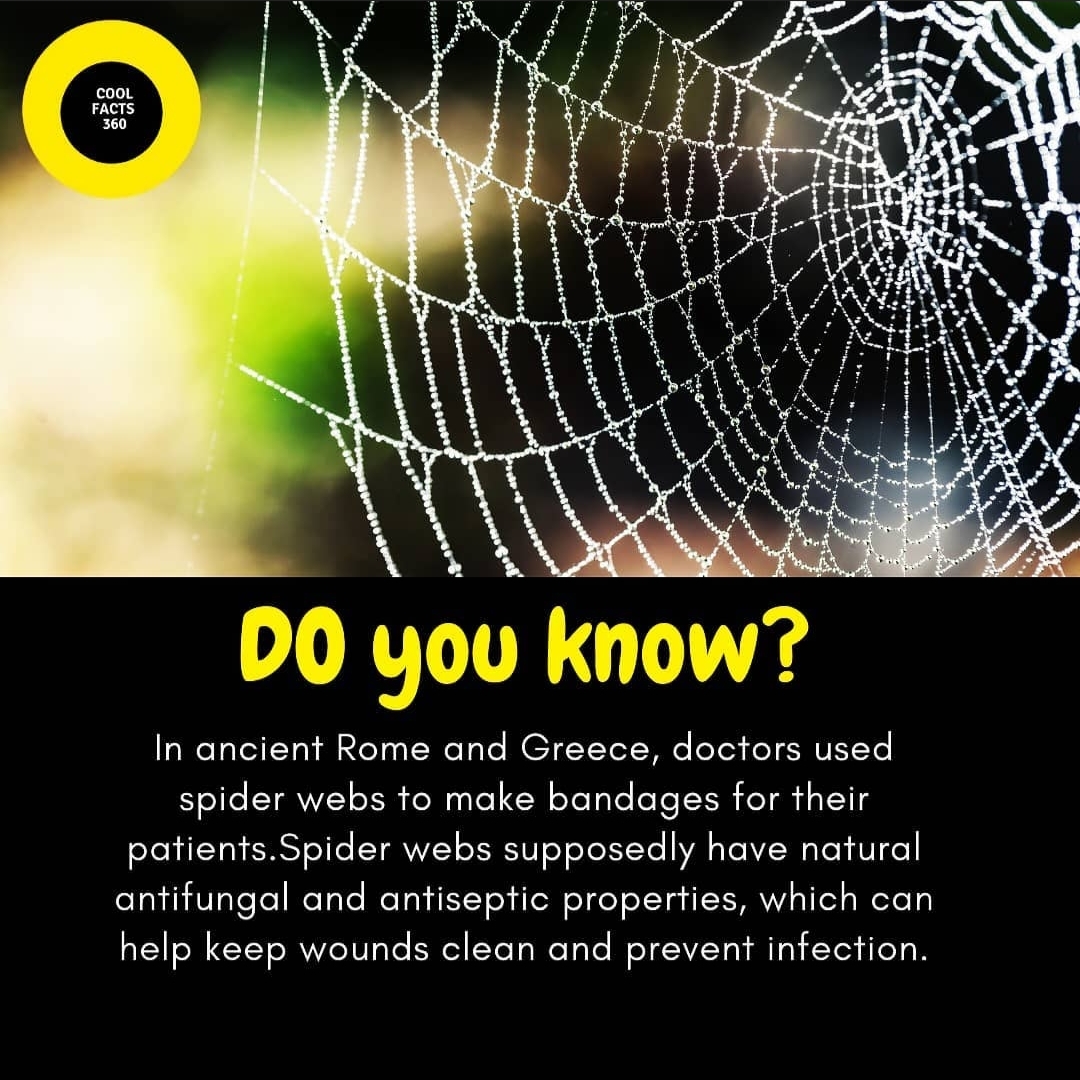 COOL
FACTS
360
DO you know?
In ancient Rome and Greece, doctors used
spider webs to make bandages for their
patients.Spider webs supposedly have natural
antifungal and antiseptic properties, which can
help keep wounds clean and prevent infection.